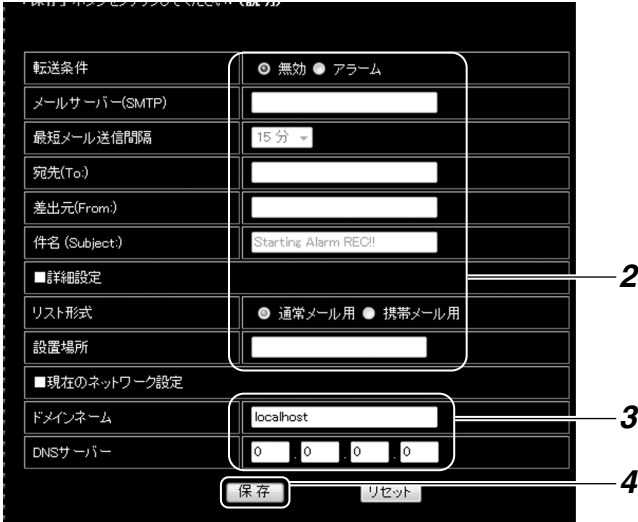 転送条件 無効 アラーム
メールサーバー(SMTP)
最短メール送信間隔 15 分
宛先(To:)
差出元(From:)
件名 (Subject:) Starting Alarm REC!!
■詳細設定
2
リスト形式 通常メール用 携帯メール用
設置場所
■現在のネットワーク設定
ドメインネーム localhost
3
DNSサーバー 0 . 0 . 0 . 0
保存 リセット
4